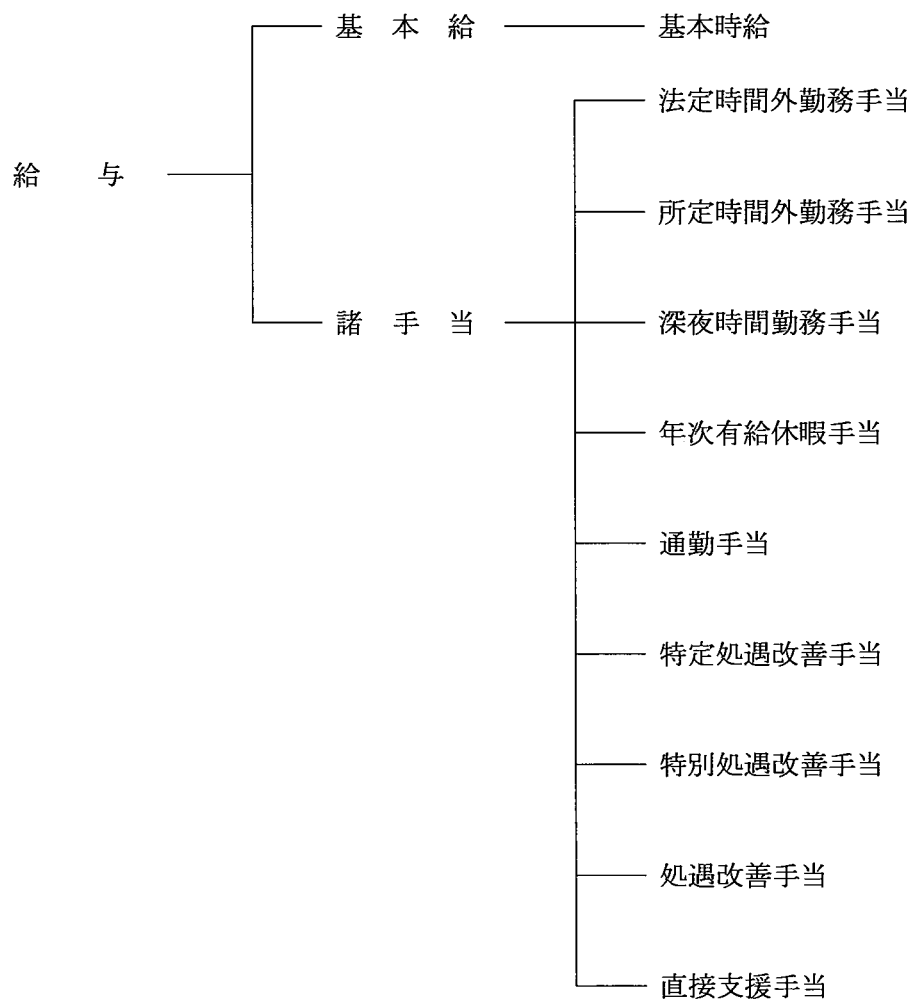 基本給 基本時給
法定時間外勤務手当
給与
所定時間外勤務手当
諸手当 深夜時間勤務手当
年次有給休暇手当
通勤手当
特定処遇改善手当
特別処遇改善手当
処遇改善手当
直接支援手当